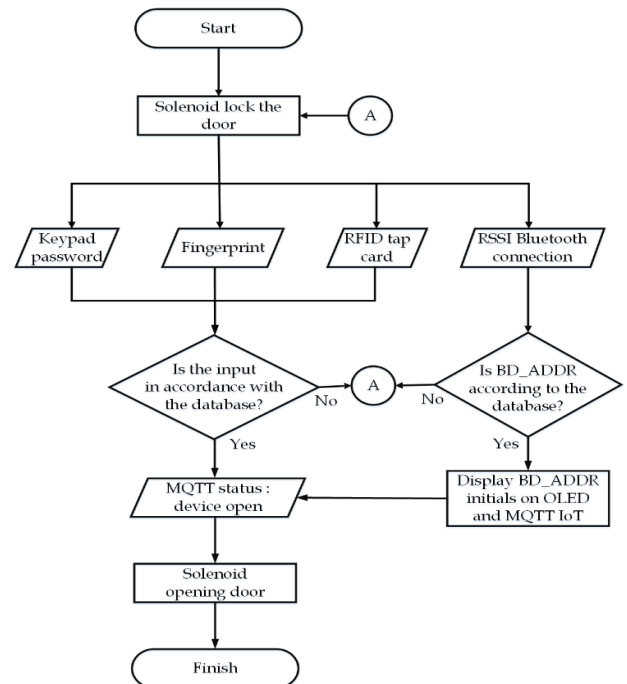 Start
Solenoid lock the
door
A
Keypad
password
Fingerprint
RFID tap
card
RSSI Bluetooth
connection
Is the input
in accordance with
the database?
No
A
No
Is BD_ADDR
according to the
database?
Yes
Yes
MQTT status :
device open
Display BD_ADDR
initials on OLED
and MQTT IoT
Solenoid
opening door
Finish